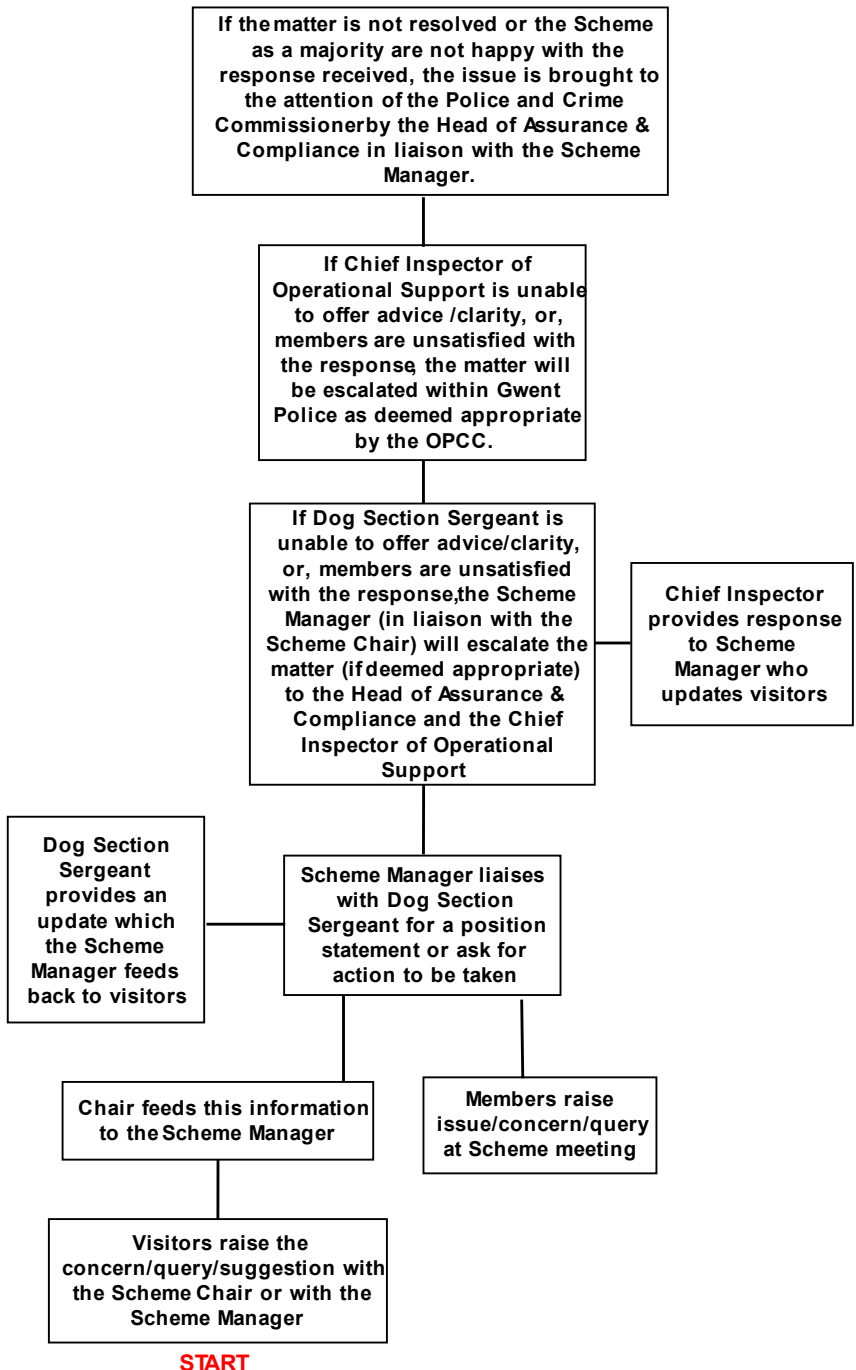 If the matter is not resolved or the Scheme
as a majority are not happy with the
response received, the issue is brought to
the attention of the Police and Crime
Commissionerby the Head of Assurance &
Compliance in liaison with the Scheme
Manager.
If Chief Inspector of
Operational Support is unable
to offer advice /clarity, or,
members are unsatisfied with
the response, the matter will
be escalated within Gwent
Police as deemed appropriate
by the OPCC.
If Dog Section Sergeant is
unable to offer advice/clarity,
or, members are unsatisfied
with the response,the Scheme
Manager (in liaison with the
Scheme Chair) will escalate the
matter (if deemed appropriate)
to the Head of Assurance &
Compliance and the Chief
Inspector of Operational
Support
Chief Inspector
provides response
to Scheme
Manager who
updates visitors
Dog Section
Sergeant
provides an
update which
the Scheme
Manager feeds
back to visitors
Scheme Manager liaises
with Dog Section
Sergeant for a position
statement or ask for
action to be taken
Chair feeds this information
to the Scheme Manager
Members raise
issue/concern/query
at Scheme meeting
Visitors raise the
concern/query/suggestion with
the Scheme Chair or with the
Scheme Manager
START